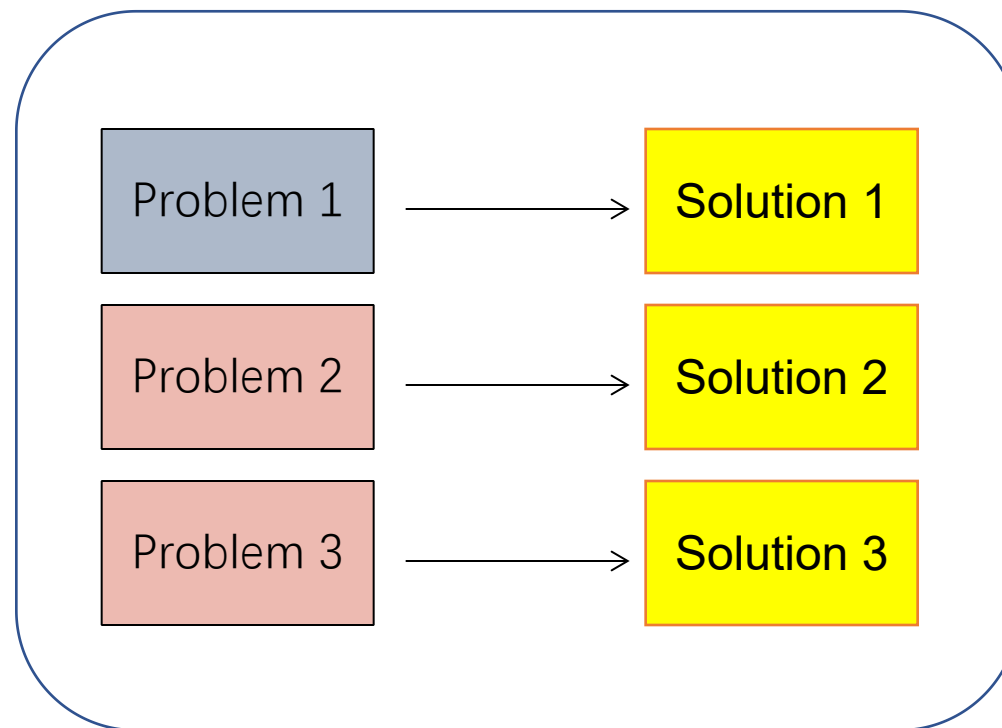 Problem 1
Solution 1
Problem 2
Solution 2
Problem 3
Solution 3